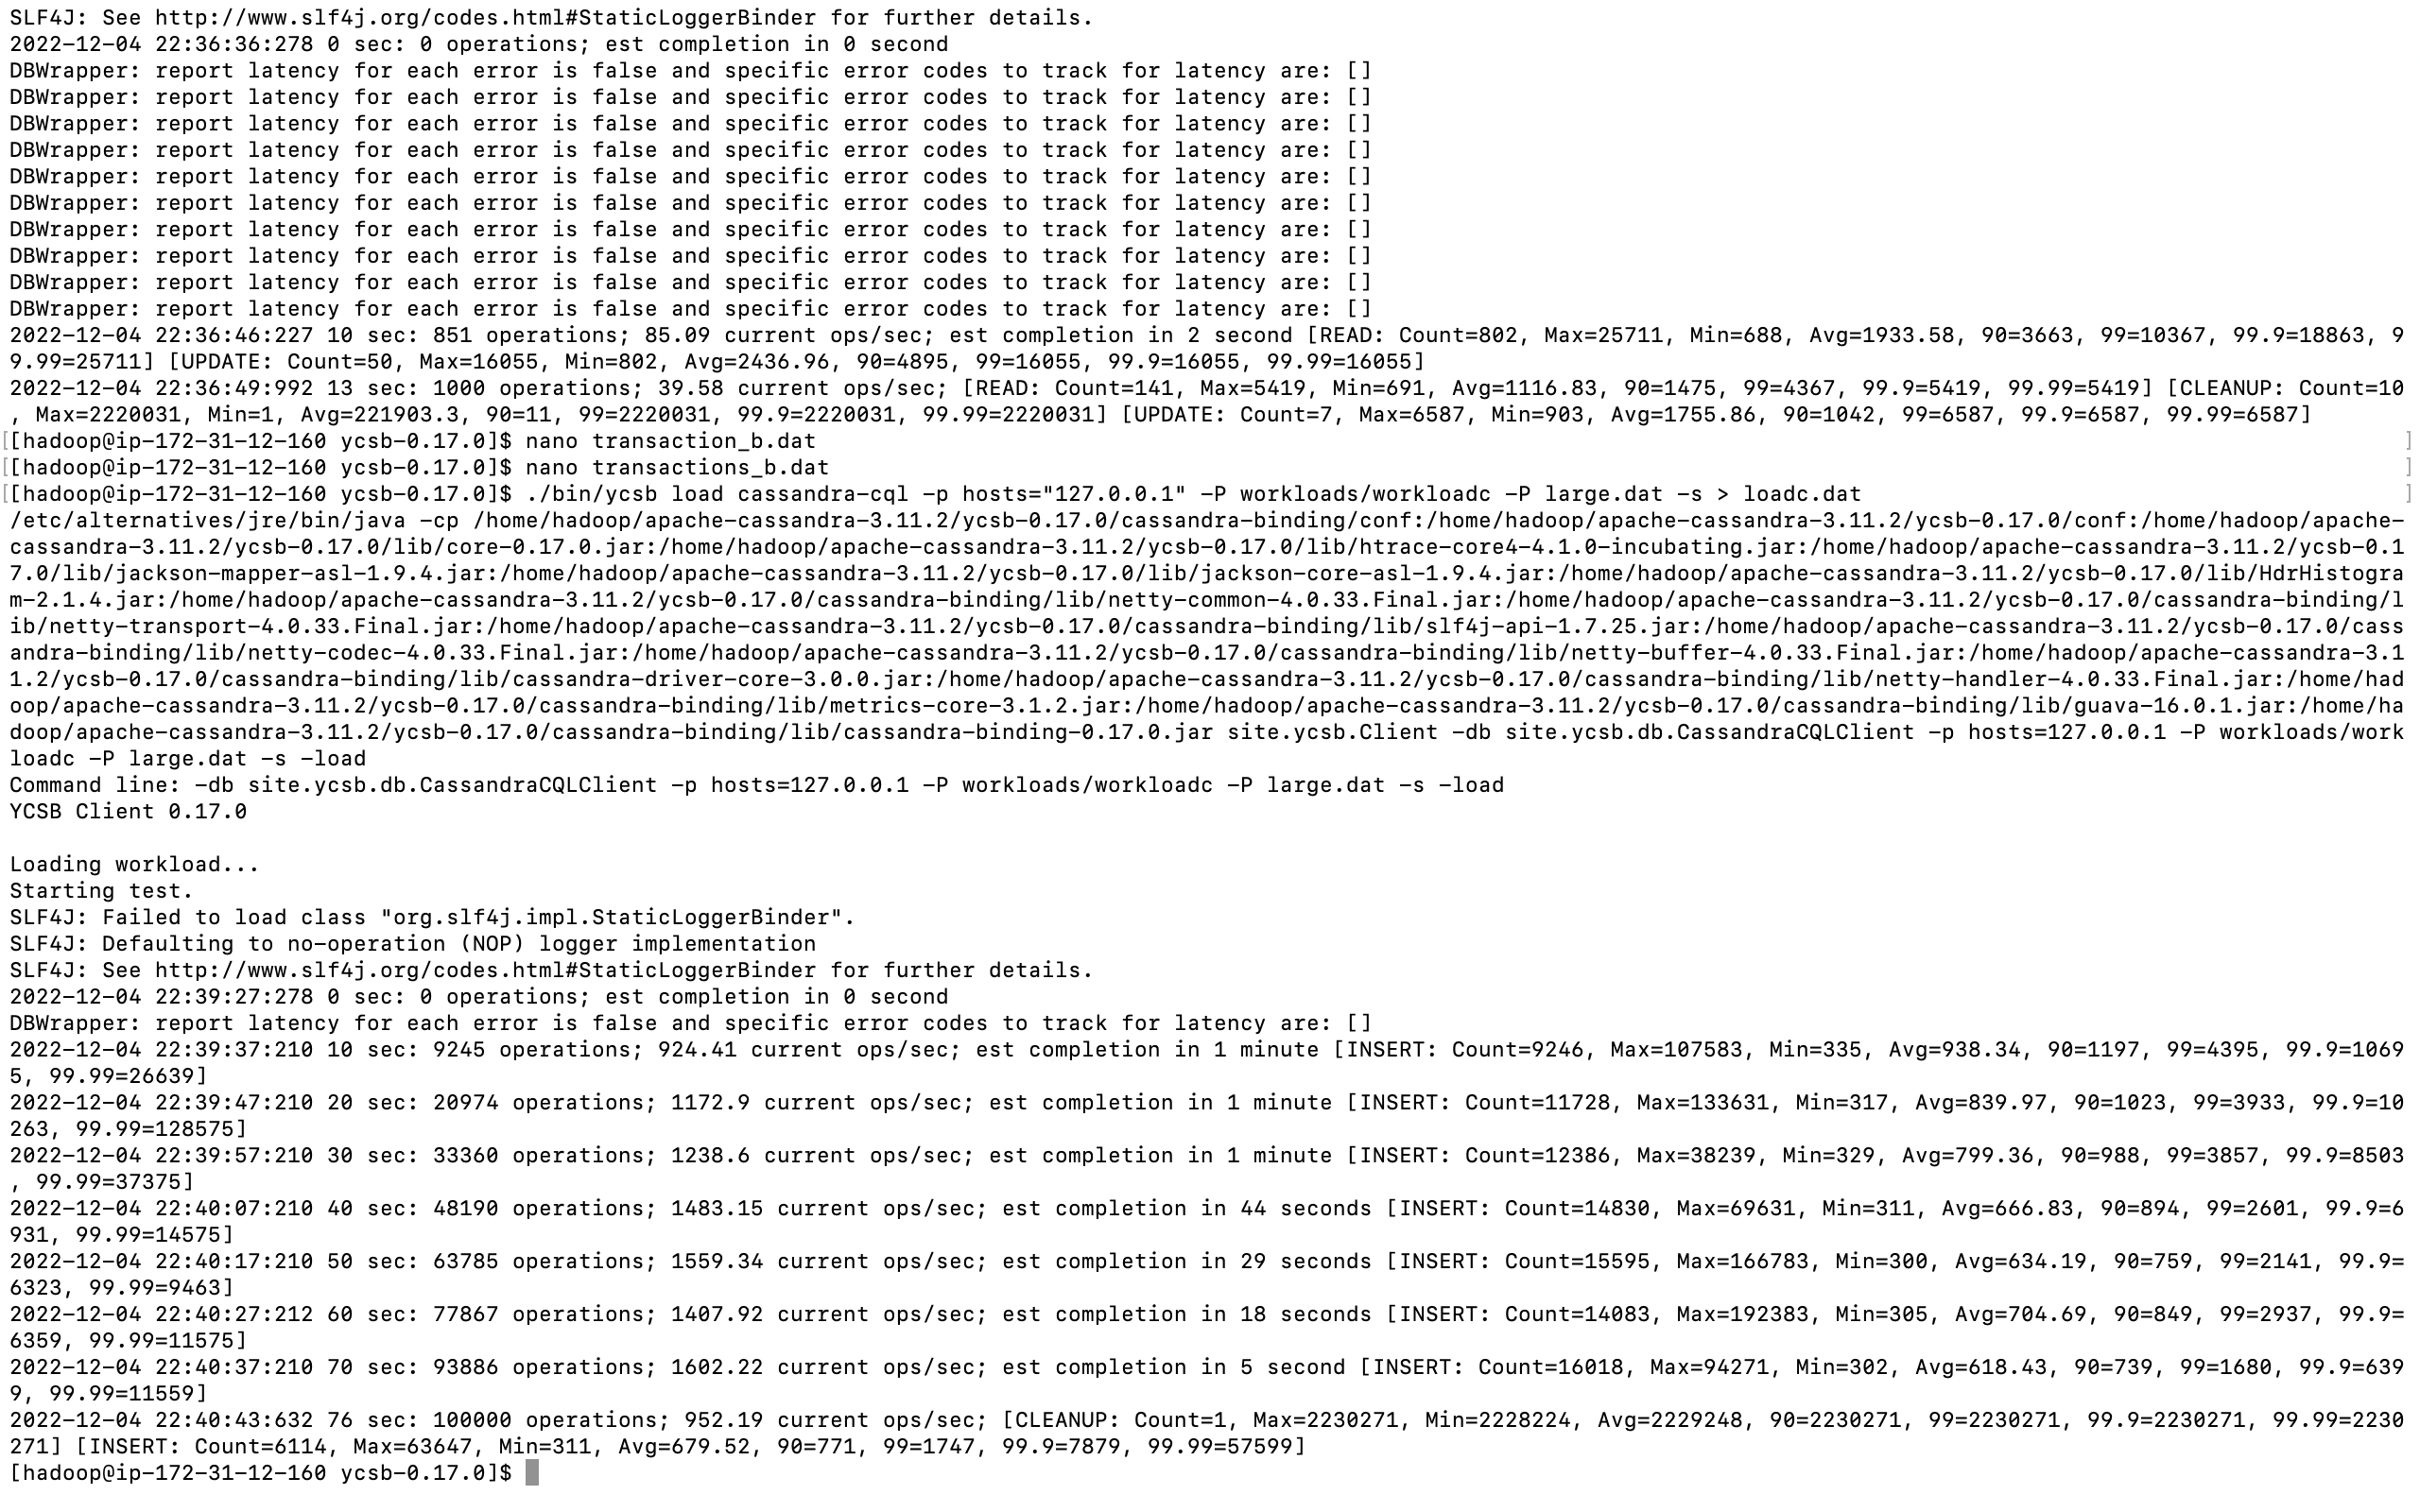 SLF4J: See http://www.slf4j.org/codes.html#StaticLoggerBinder for further details.
2022-12-04 22:36:36:278 0 sec: 0 operations; est completion in 0 second
DBWrapper: report latency for each error is false and specific error codes to track for latency are: []
DBWrapper: report latency for each error is false and specific error codes to track for latency are: []
DBWrapper: report latency for each error is false and specific error codes to track for latency are: []
DBWrapper: report latency for each error is false and specific error codes to track for latency are: []
DBWrapper: report latency for each error is false and specific error codes to track for latency are: []
DBWrapper: report latency for each error is false and specific error codes to track for latency are: []
DBWrapper: report latency for each error is false and specific error codes to track for latency are: []
DBWrapper: report latency for each error is false and specific error codes to track for latency are: []
DBWrapper: report latency for each error is false and specific error codes to track for latency are: []
DBWrapper: report latency for each error is false and specific error codes to track for latency are: []
2022-12-04 22:36:46:227 10 sec: 851 operations; 85.09 current ops/sec; est completion in 2 second [READ: Count=802, Max=25711, Min=688, Avg=1933.58, 90=3663, 99=10367, 99.9=18863, 9
9.99=25711] [UPDATE: Count=50, Max=16055, Min=802, Avg=2436.96, 90=4895, 99=16055, 99.9=16055, 99.99=16055]
2022-12-04 22:36:49:992 13 sec: 1000 operations; 39.58 current ops/sec; [READ: Count=141, Max=5419, Min=691, Avg=1116.83, 90=1475, 99=4367, 99.9=5419, 99.99=5419] [CLEANUP: Count=10
, Max=2220031, Min=1, Avg=221903.3, 90=11, 99=2220031, 99.9=2220031, 99.99=2220031] [UPDATE: Count=7, Max=6587, Min=903, Avg=1755.86, 90=1042, 99=6587, 99.9=6587, 99.99=6587]
[[hadoop@ip-172-31-12-160 ycsb-0.17.0]$ nano transaction_b.dat ]
[[hadoop@ip-172-31-12-160 ycsb-0.17.0]$ nano transactions_b.dat ]
[[hadoop@ip-172-31-12-160 ycsb-0.17.0]$ ./bin/ycsb load cassandra-cql -p hosts="127.0.0.1" -P workloads/workloadc -P large.dat -s > loadc.dat ]
/etc/alternatives/jre/bin/java -cp /home/hadoop/apache-cassandra-3.11.2/ycsb-0.17.0/cassandra-binding/conf:/home/hadoop/apache-cassandra-3.11.2/ycsb-0.17.0/conf:/home/hadoop/apache-
cassandra-3.11.2/ycsb-0.17.0/lib/core-0.17.0.jar:/home/hadoop/apache-cassandra-3.11.2/ycsb-0.17.0/lib/htrace-core4-4.1.0-incubating.jar:/home/hadoop/apache-cassandra-3.11.2/ycsb-0.1
7.0/lib/jackson-mapper-asl-1.9.4.jar:/home/hadoop/apache-cassandra-3.11.2/ycsb-0.17.0/lib/jackson-core-asl-1.9.4.jar:/home/hadoop/apache-cassandra-3.11.2/ycsb-0.17.0/lib/HdrHistogra
m-2.1.4.jar:/home/hadoop/apache-cassandra-3.11.2/ycsb-0.17.0/cassandra-binding/lib/netty-common-4.0.33.Final.jar:/home/hadoop/apache-cassandra-3.11.2/ycsb-0.17.0/cassandra-binding/l
ib/netty-transport-4.0.33.Final.jar:/home/hadoop/apache-cassandra-3.11.2/ycsb-0.17.0/cassandra-binding/lib/slf4j-api-1.7.25.jar:/home/hadoop/apache-cassandra-3.11.2/ycsb-0.17.0/cass
andra-binding/lib/netty-codec-4.0.33.Final.jar:/home/hadoop/apache-cassandra-3.11.2/ycsb-0.17.0/cassandra-binding/lib/netty-buffer-4.0.33.Final.jar:/home/hadoop/apache-cassandra-3.1
1.2/ycsb-0.17.0/cassandra-binding/lib/cassandra-driver-core-3.0.0.jar:/home/hadoop/apache-cassandra-3.11.2/ycsb-0.17.0/cassandra-binding/lib/netty-handler-4.0.33.Final.jar:/home/had
oop/apache-cassandra-3.11.2/ycsb-0.17.0/cassandra-binding/lib/metrics-core-3.1.2.jar:/home/hadoop/apache-cassandra-3.11.2/ycsb-0.17.0/cassandra-binding/lib/guava-16.0.1.jar:/home/ha
doop/apache-cassandra-3.11.2/ycsb-0.17.0/cassandra-binding/lib/cassandra-binding-0.17.0.jar site.ycsb.Client -db site.ycsb.db.CassandraCQLClient -p hosts=127.0.0.1 -P workloads/work
loadc -P large.dat -s -load
Command line: -db site.ycsb.db.CassandraCQLClient -p hosts=127.0.0.1 -P workloads/workloadc -P large.dat -s -load
YCSB Client 0.17.0
Loading workload...
Starting test.
SLF4J: Failed to load class "org.slf4j.impl.StaticLoggerBinder".
SLF4J: Defaulting to no-operation (NOP) logger implementation
SLF4J: See http://www.slf4j.org/codes.html#StaticLoggerBinder for further details.
2022-12-04 22:39:27:278 0 sec: 0 operations; est completion in 0 second
DBWrapper: report latency for each error is false and specific error codes to track for latency are: []
2022-12-04 22:39:37:210 10 sec: 9245 operations; 924.41 current ops/sec; est completion in 1 minute [INSERT: Count=9246, Max=107583, Min=335, Avg=938.34, 90=1197, 99=4395, 99.9=1069
5, 99.99=26639]
2022-12-04 22:39:47:210 20 sec: 20974 operations; 1172.9 current ops/sec; est completion in 1 minute [INSERT: Count=11728, Max=133631, Min=317, Avg=839.97, 90=1023, 99=3933, 99.9=10
263, 99.99=128575]
2022-12-04 22:39:57:210 30 sec: 33360 operations; 1238.6 current ops/sec; est completion in 1 minute [INSERT: Count=12386, Max=38239, Min=329, Avg=799.36, 90=988, 99=3857, 99.9=8503
, 99.99=37375]
2022-12-04 22:40:07:210 40 sec: 48190 operations; 1483.15 current ops/sec; est completion in 44 seconds [INSERT: Count=14830, Max=69631, Min=311, Avg=666.83, 90=894, 99=2601, 99.9=6
931, 99.99=14575]
2022-12-04 22:40:17:210 50 sec: 63785 operations; 1559.34 current ops/sec; est completion in 29 seconds [INSERT: Count=15595, Max=166783, Min=300, Avg=634.19, 90=759, 99=2141, 99.9=
6323, 99.99=9463]
2022-12-04 22:40:27:212 60 sec: 77867 operations; 1407.92 current ops/sec; est completion in 18 seconds [INSERT: Count=14083, Max=192383, Min=305, Avg=704.69, 90=849, 99=2937, 99.9=
6359, 99.99=11575]
2022-12-04 22:40:37:210 70 sec: 93886 operations; 1602.22 current ops/sec; est completion in 5 second [INSERT: Count=16018, Max=94271, Min=302, Avg=618.43, 90=739, 99=1680, 99.9=639
9, 99.99=11559]
2022-12-04 22:40:43:632 76 sec: 100000 operations; 952.19 current ops/sec; [CLEANUP: Count=1, Max=2230271, Min=2228224, Avg=2229248, 90=2230271, 99=2230271, 99.9=2230271, 99.99=2230
271] [INSERT: Count=6114, Max=63647, Min=311, Avg=679.52, 90=771, 99=1747, 99.9=7879, 99.99=57599]
[hadoop@ip-172-31-12-160 ycsb-0.17.0]$